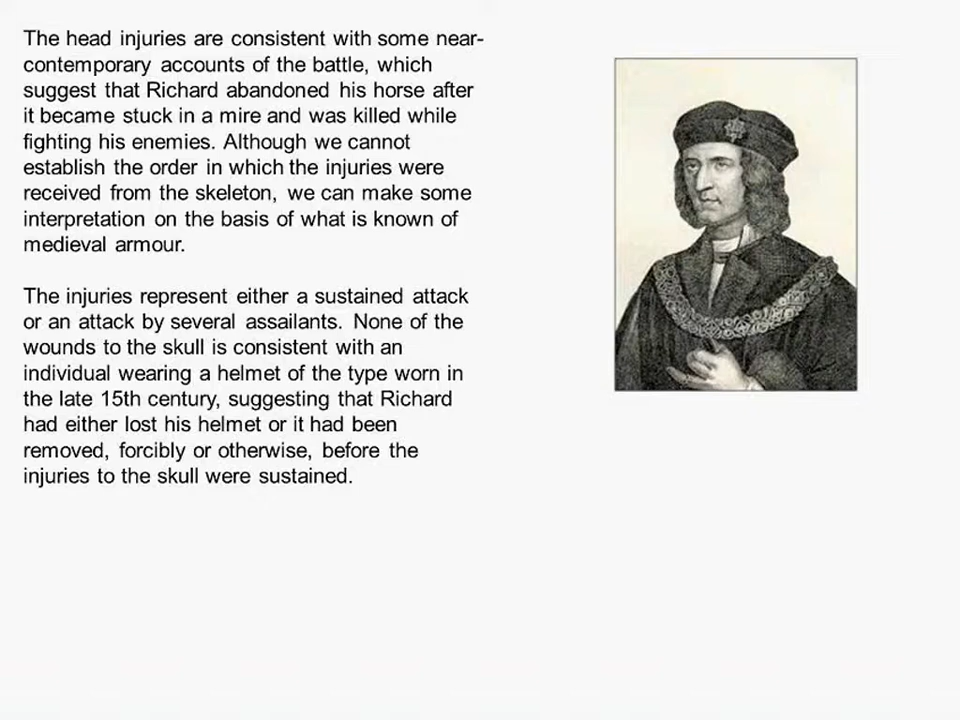 The head injuries are consistent with some near-
contemporary accounts of the battle, which
suggest that Richard abandoned his horse after
it became stuck in a mire and was killed while
fighting his enemies. Although we cannot
establish the order in which the injuries were
received from the skeleton, we can make some
interpretation on the basis of what is known of
medieval armour.
The injuries represent either a sustained attack
or an attack by several assailants. None of the
wounds to the skull is consistent with an
individual wearing a helmet of the type worn in
the late 15th century, suggesting that Richard
had either lost his helmet or it had been
removed, forcibly or otherwise, before the
injuries to the skull were sustained.